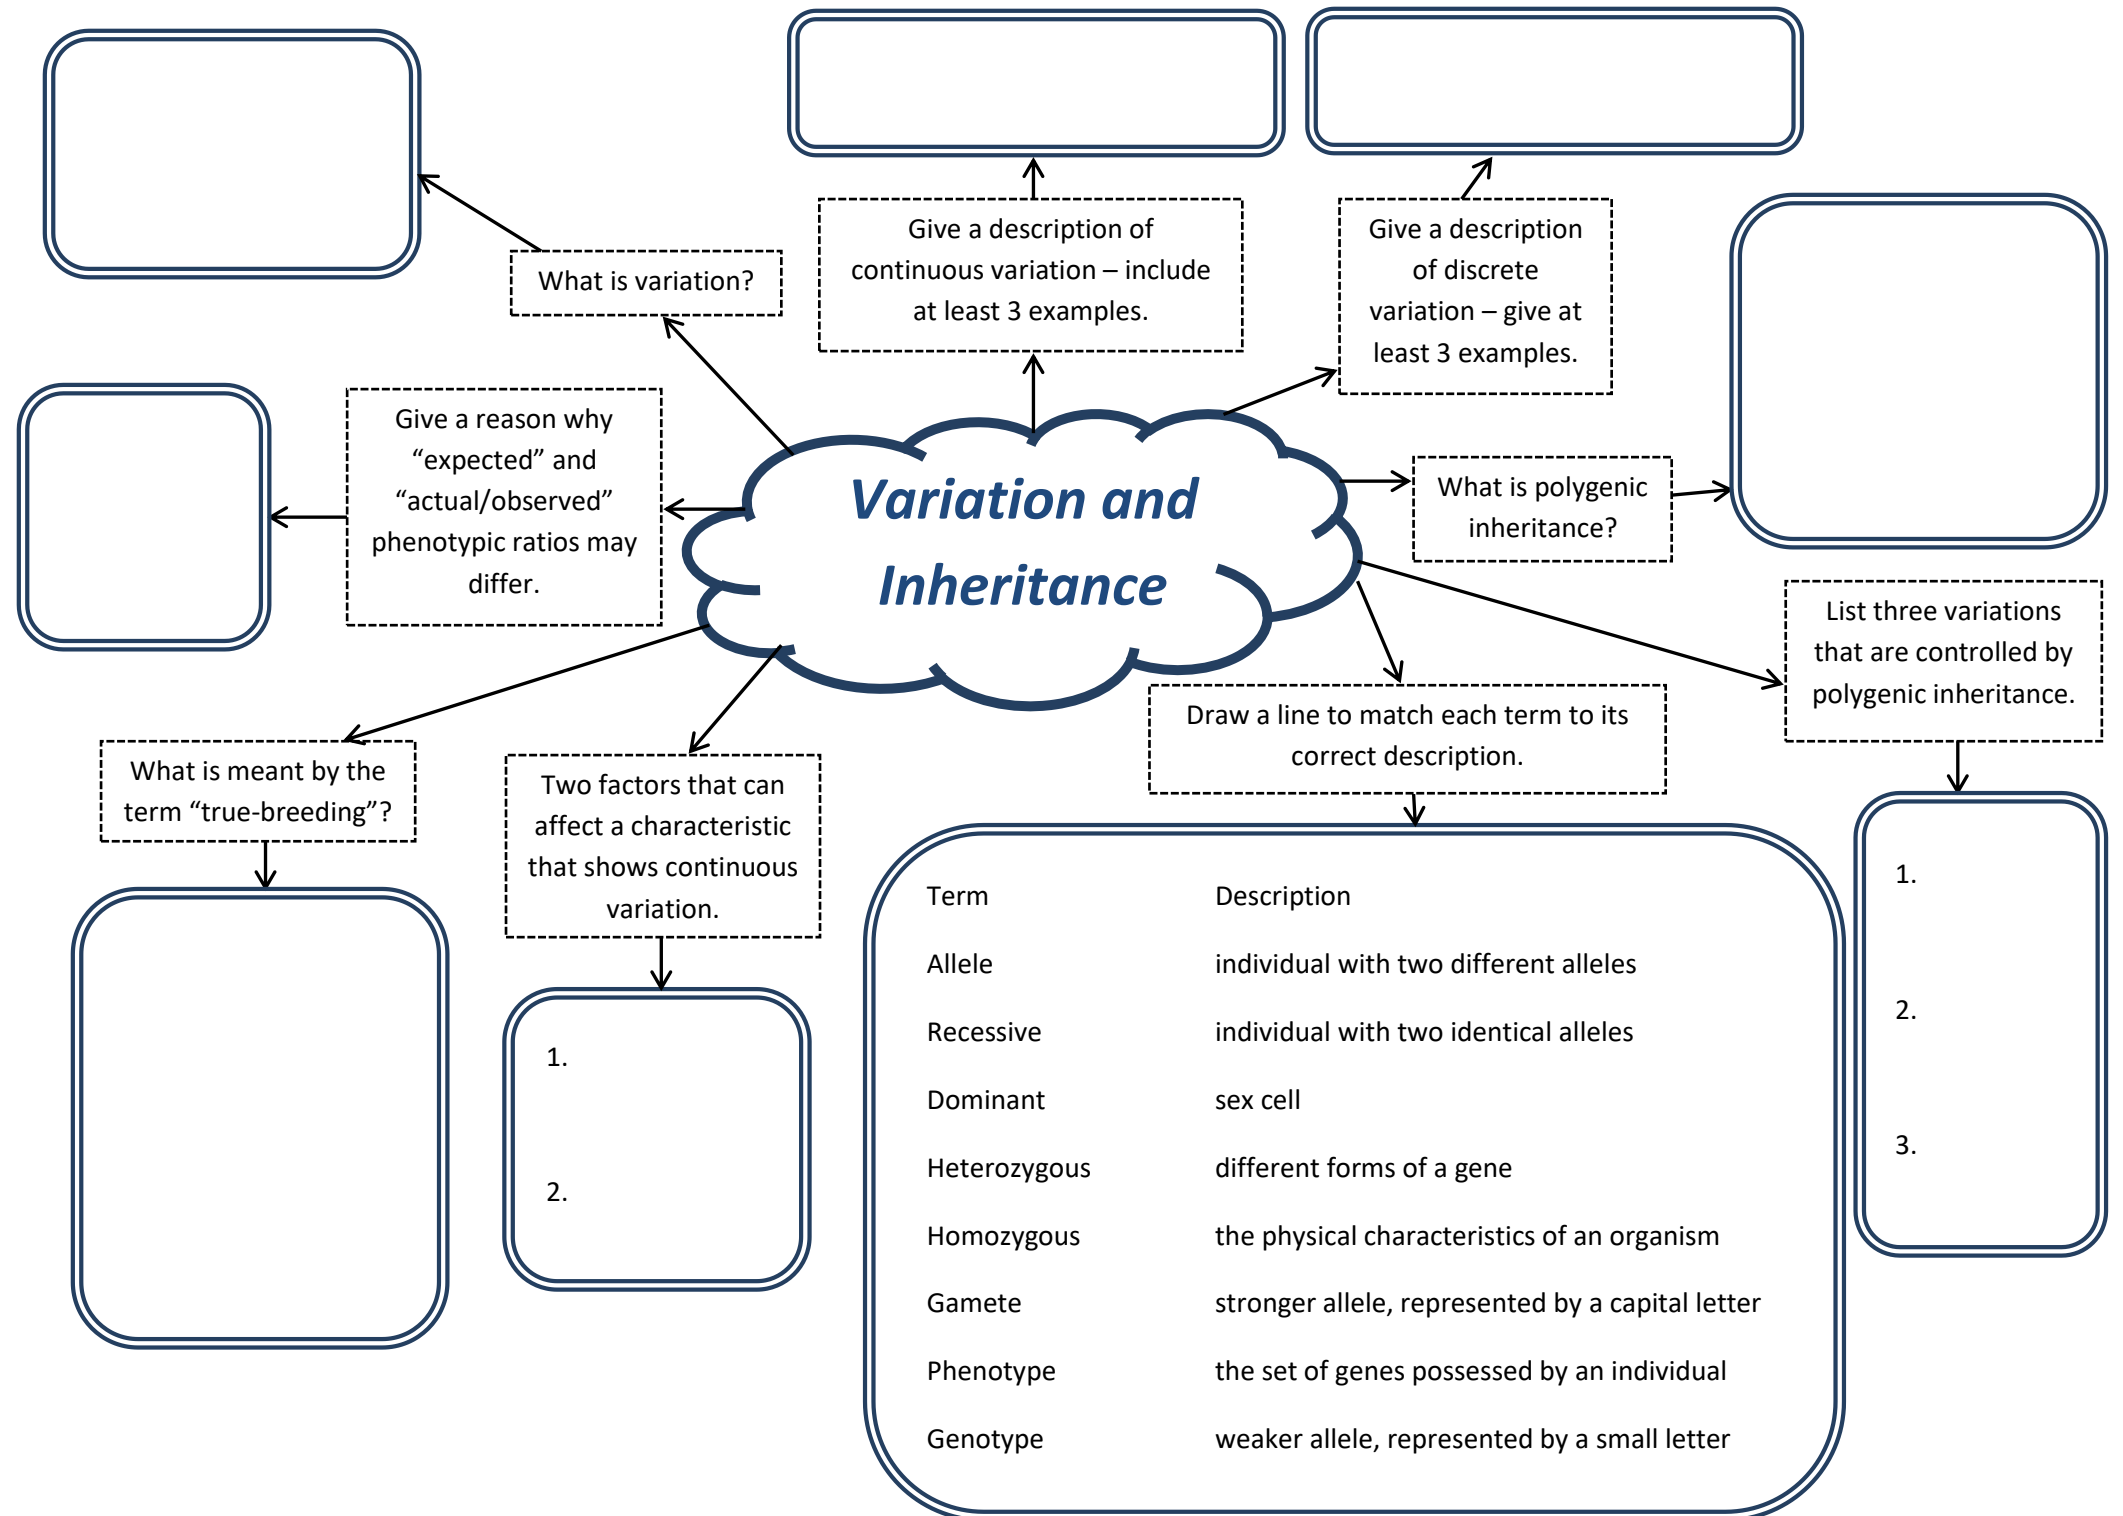 What is variation?
Give a description of
continuous variation – include
at least 3 examples.
Give a description
of discrete
variation – give at
least 3 examples.
Give a reason why
“expected” and
“actual/observed”
phenotypic ratios may
differ.
Variation and
Inheritance
What is polygenic
inheritance?
List three variations
that are controlled by
polygenic inheritance.
1.
2.
3.
What is meant by the
term “true-breeding”?
Two factors that can
affect a characteristic
that shows continuous
variation.
1.
2.
Draw a line to match each term to its
correct description.
Term Description
Allele individual with two different alleles
Recessive individual with two identical alleles
Dominant sex cell
Heterozygous different forms of a gene
Homozygous the physical characteristics of an organism
Gamete stronger allele, represented by a capital letter
Phenotype the set of genes possessed by an individual
Genotype weaker allele, represented by a small letter